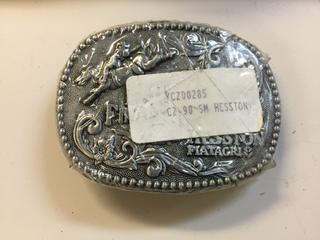 YCZ00285
CZ-90 SM HESSTON
HESSTON
FIATAGRI